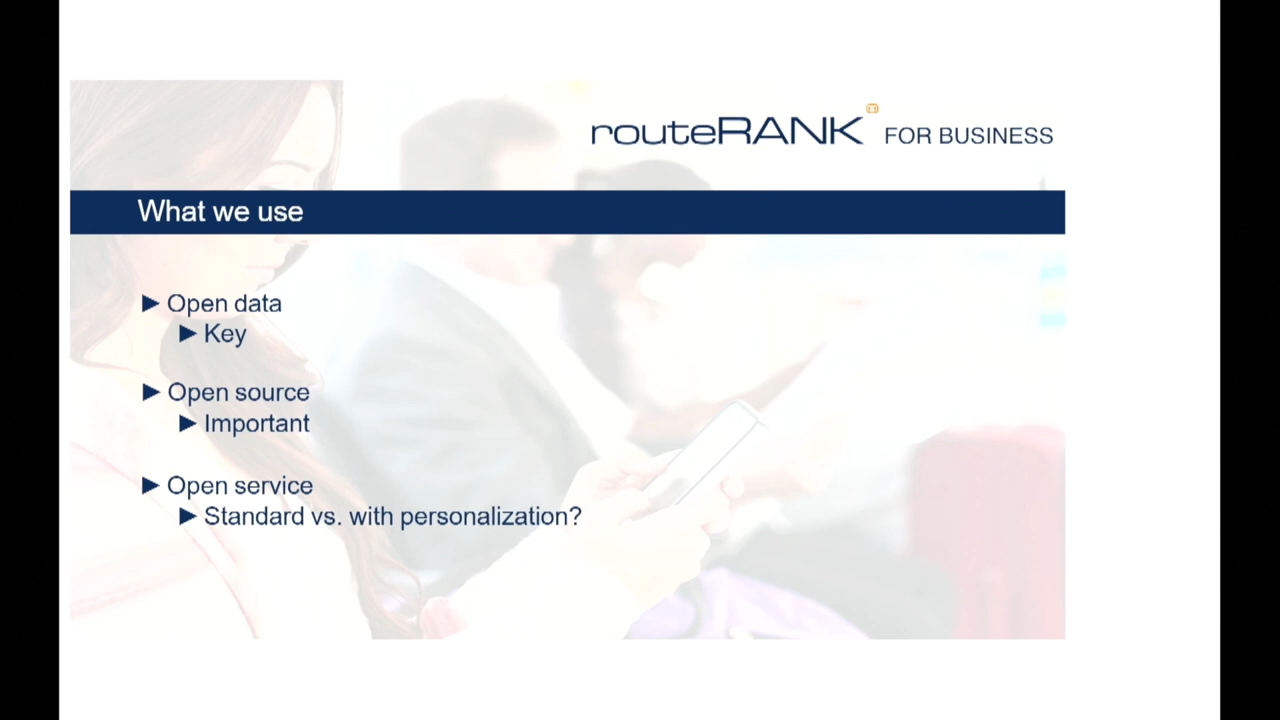 routeRANK FOR BUSINESS
What we use
► Open data
► Key
► Open source
► Important
► Open service
► Standard vs. with personalization?